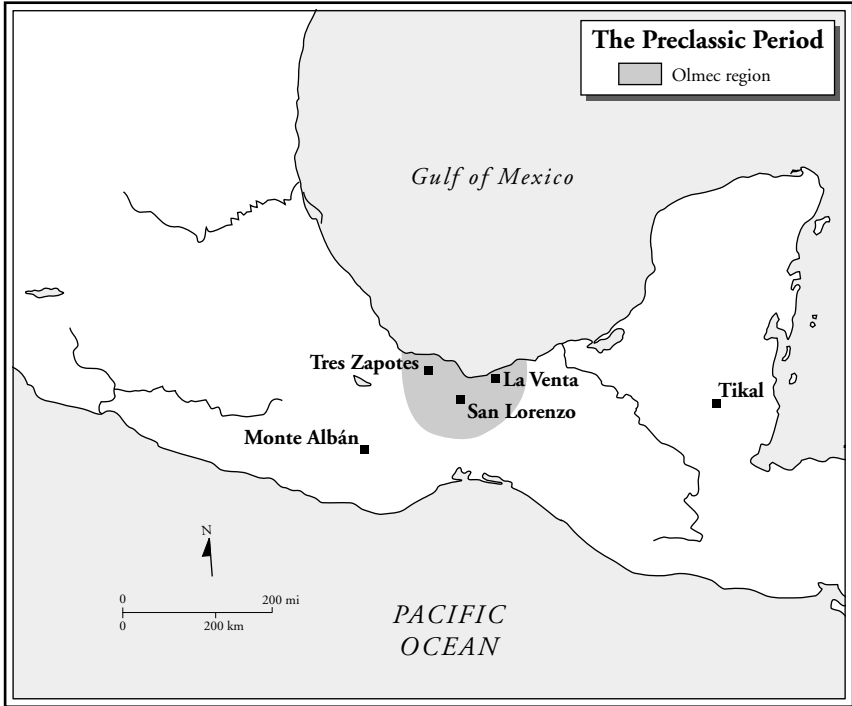 The Preclassic Period
Olmec region
Gulf of Mexico
Tres Zapotes
La Venta
Tikal
San Lorenzo
Monte Albán
N
0 200 mi
0 200 km
PACIFIC
OCEAN